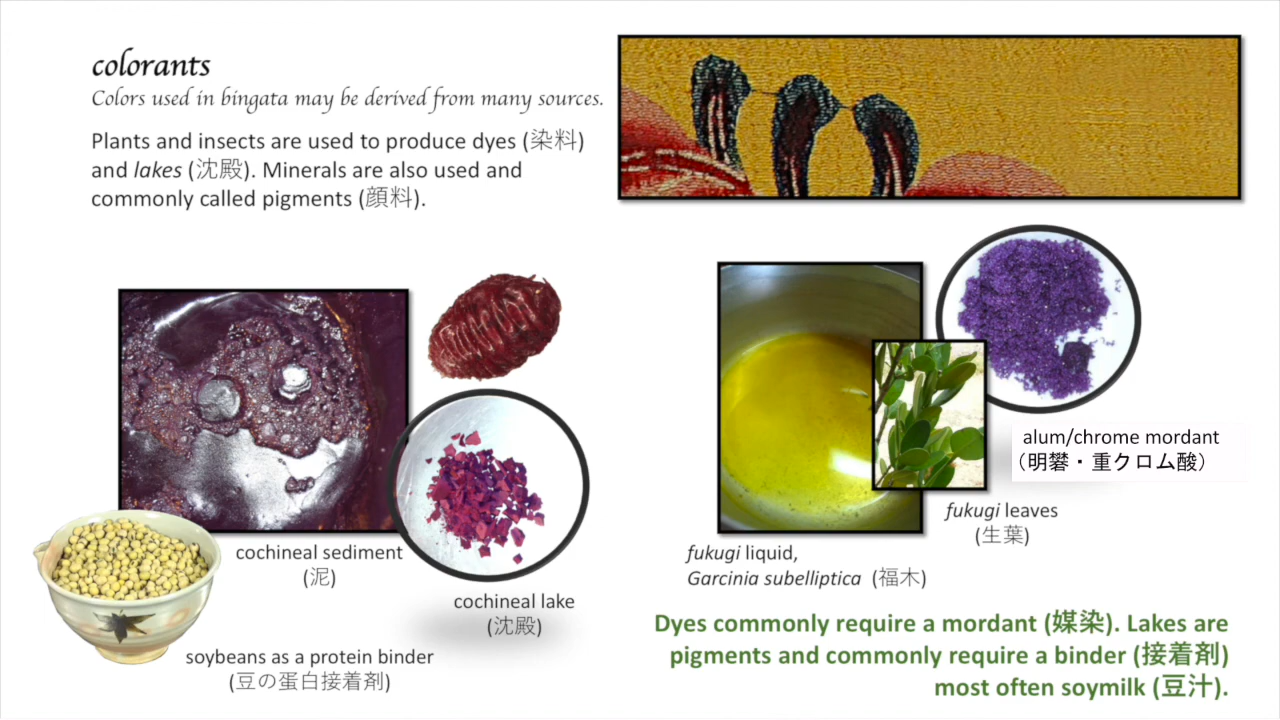 colorants
Colors used in bingata may be derived from many sources.
Plants and insects are used to produce dyes (染料)
and lakes (沈殿). Minerals are also used and
commonly called pigments (顔料).
cochineal sediment
(泥)
cochineal lake
(沈殿)
soybeans as a protein binder
(豆の蛋白接着剤)
alum/chrome mordant
(明礬・重クロム酸)
fukugi leaves
(生葉)
fukugi liquid,
Garcinia subelliptica (福木)
Dyes commonly require a mordant (媒染). Lakes are
pigments and commonly require a binder (接着剤)
most often soymilk (豆汁).